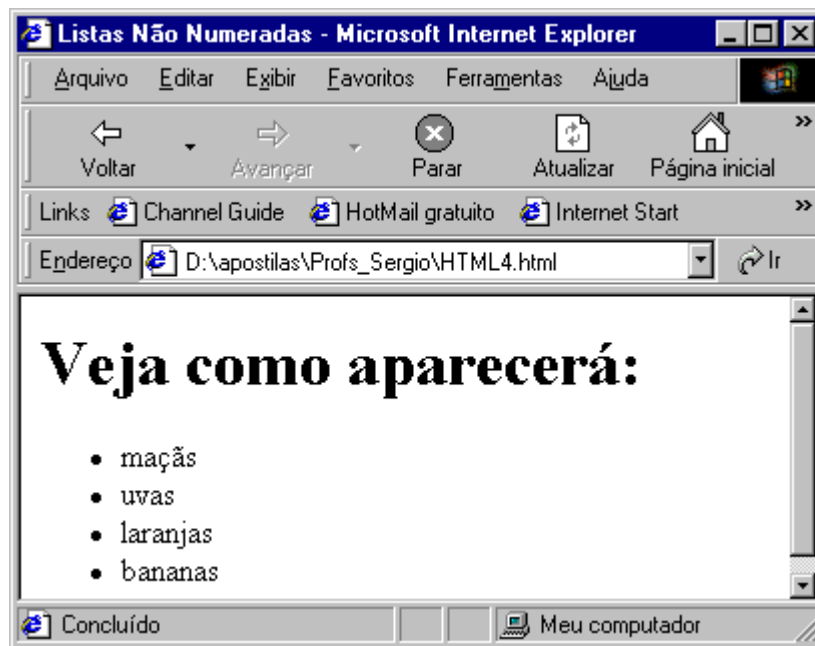 Listas Não Numeradas - Microsoft Internet Explorer
Arquivo Editar Exibir Favoritos Ferramentas Ajuda
Voltar Avançar Parar Atualizar Página inicial »
Links Channel Guide HotMail gratuito Internet Start »
Endereço D:\apostilas\Profs_Sergio\HTML4.html Ir
Veja como aparecerá:
• maçãs
• uvas
• laranjas
• bananas
Concluído Meu computador